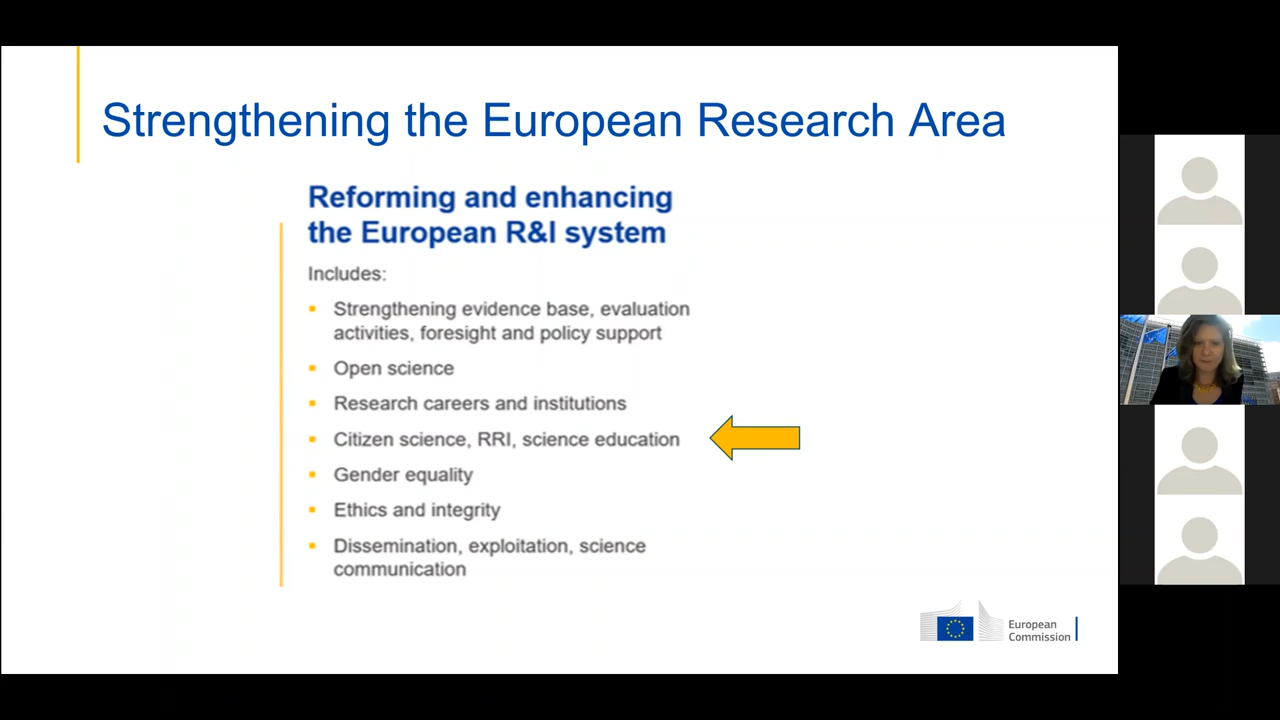 Strengthening the European Research Area
Reforming and enhancing
the European R&I system
Includes:
Strengthening evidence base, evaluation
activities, foresight and policy support
Open science
Research careers and institutions
Citizen science, RRI, science education
Gender equality
Ethics and integrity
Dissemination, exploitation, science
communication
European
Commission